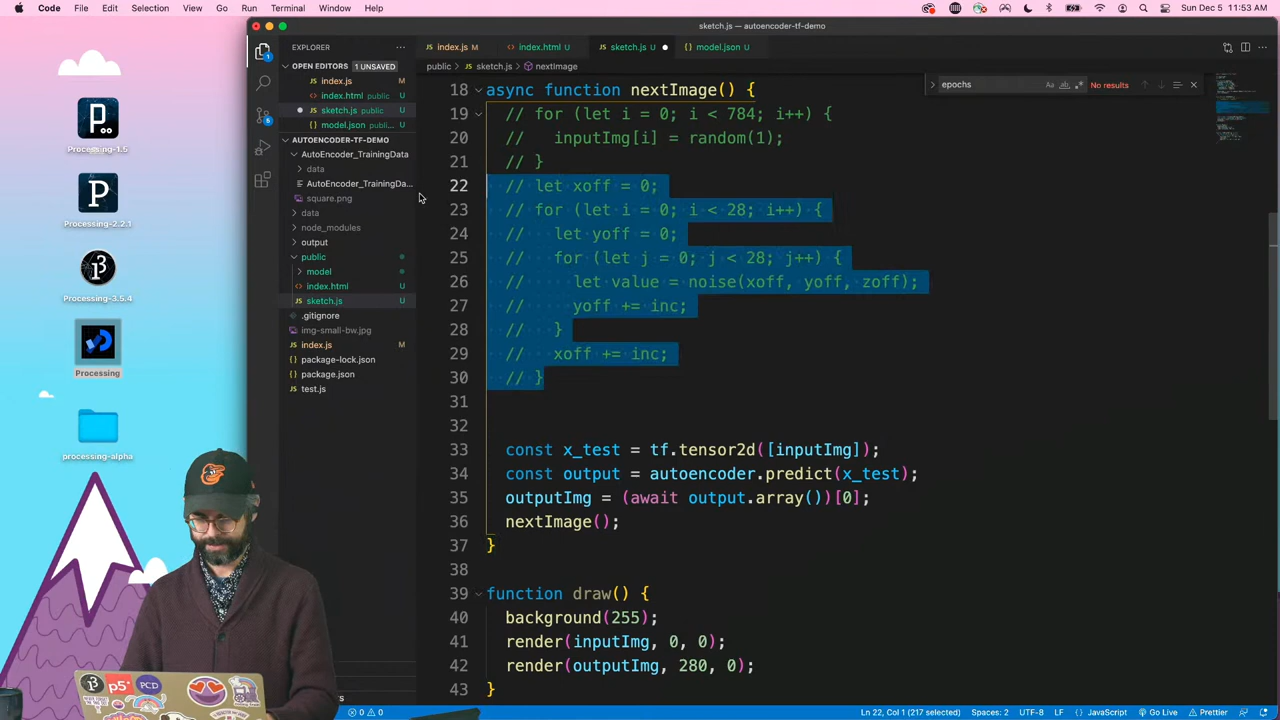 Code File Edit Selection View Go Run Terminal Window Help
Sun Dec 5 11:53 AM
sketch.js — autoencoder-tf-demo
EXPLORER
index.js M
index.html U
sketch.js U
model.json U
public > sketch.js > nextImage
OPEN EDITORS 1 UNSAVED
index.js M
index.html public U
sketch.js public U
model.json publi... U
AUTOENCODER-TF-DEMO
AutoEncoder_TrainingData
data
AutoEncoder_TrainingDa...
square.png
data
node_modules
output
public
model
index.html U
sketch.js U
.gitignore
img-small-bw.jpg
index.js M
package-lock.json
package.json
test.js
epochs
No results
18 async function nextImage() {
19 // for (let i = 0; i < 784; i++) {
20 // inputImg[i] = random(1);
21 // }
22 // let xoff = 0;
23 // for (let i = 0; i < 28; i++) {
24 // let yoff = 0;
25 // for (let j = 0; j < 28; j++) {
26 // let value = noise(xoff, yoff, zoff);
27 // yoff += inc;
28 // }
29 // xoff += inc;
30 // }
31
32
33 const x_test = tf.tensor2d([inputImg]);
34 const output = autoencoder.predict(x_test);
35 outputImg = (await output.array())[0];
36 nextImage();
37 }
38
39 function draw() {
40 background(255);
41 render(inputImg, 0, 0);
42 render(outputImg, 280, 0);
43 }
Processing-1.5
Processing-2.2.1
Processing-3.5.4
Processing
processing-alpha
p5*
PCD
0 0
Ln 22, Col 1 (217 selected) Spaces: 2 UTF-8 LF JavaScript Go Live Prettier